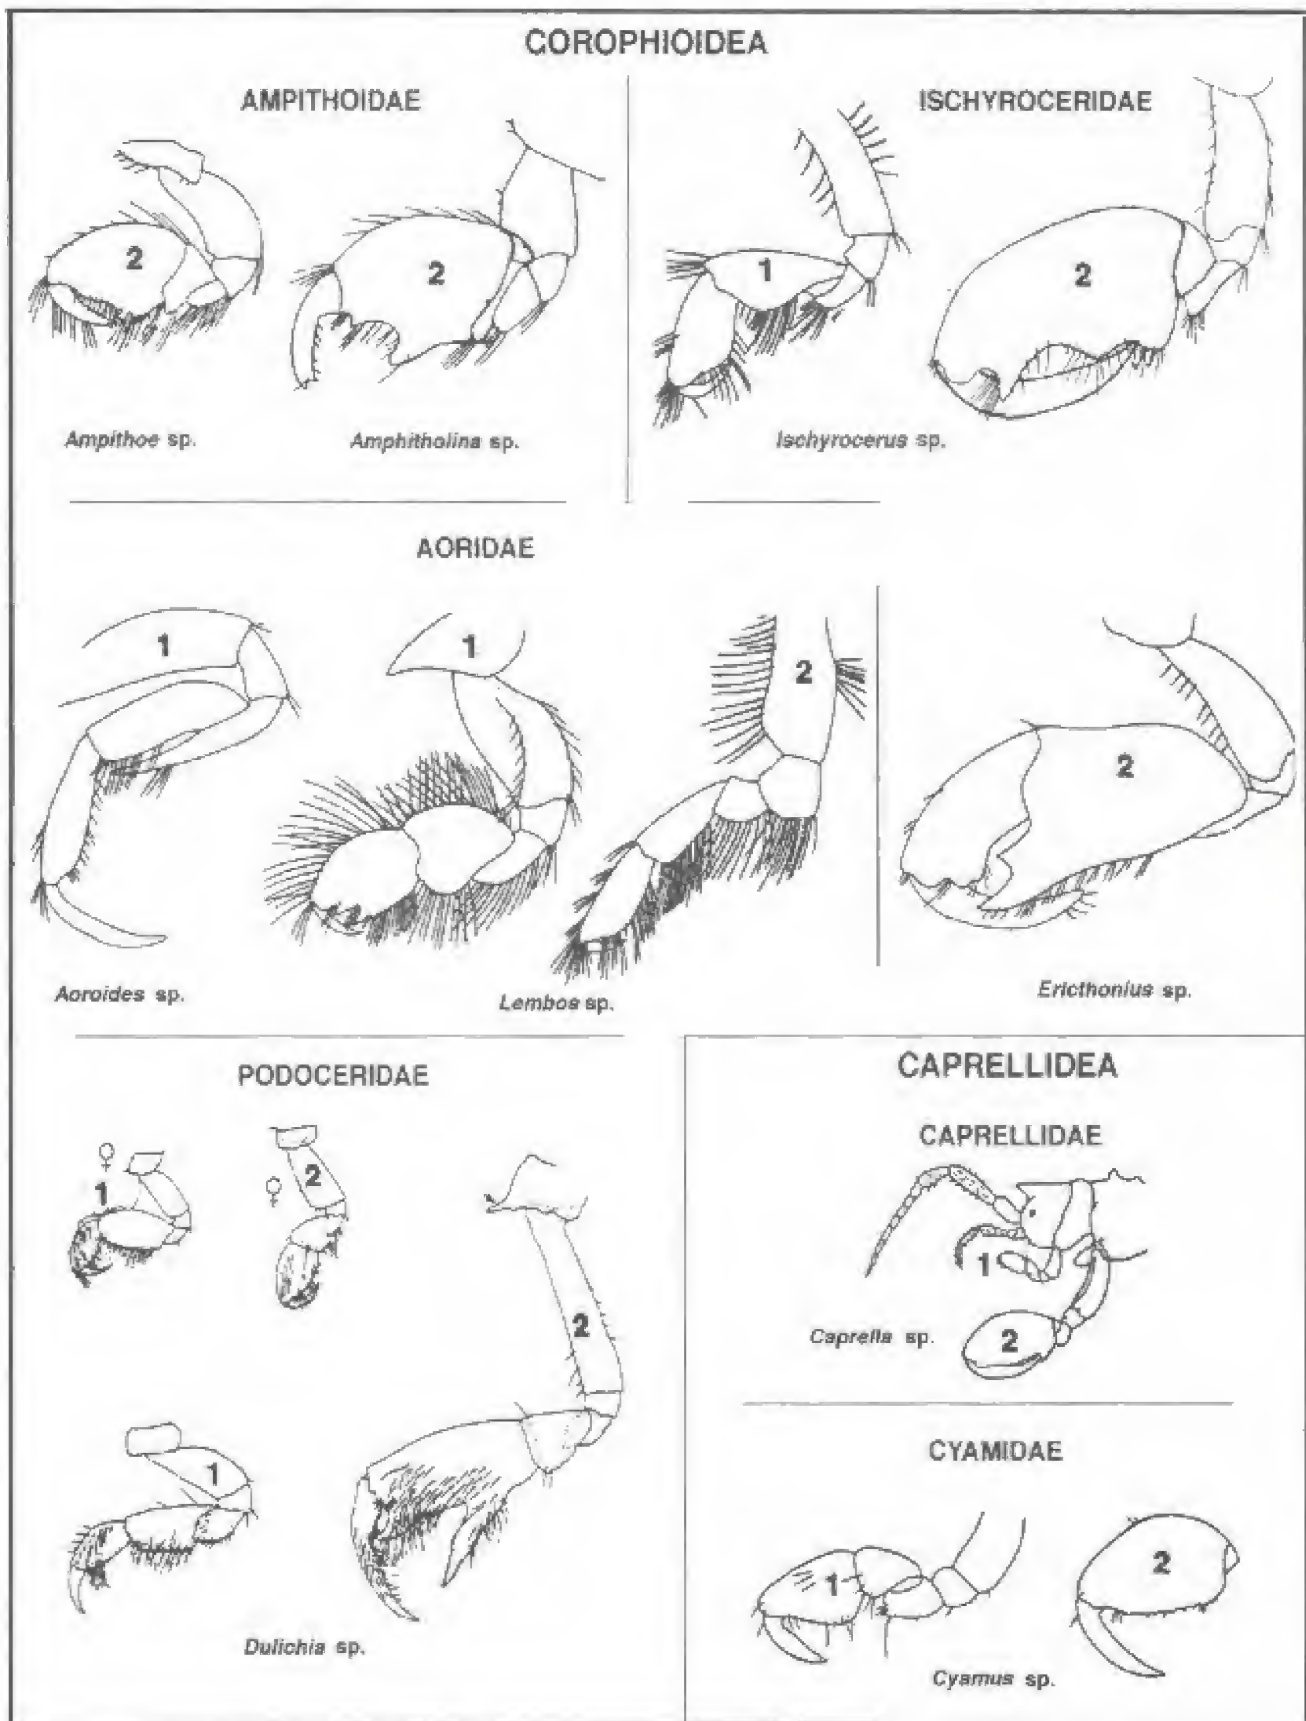 COROPHIOIDEA
AMPITHOIDAE
ISCHYROCERIDAE
2
2
1
2
Ampithoe sp.
Amphitholina sp.
Ischyrocerus sp.
AORIDAE
1
1
2
2
Aoroides sp.
Lembos sp.
Ericthonius sp.
PODOCERIDAE
♀
1
♀
2
2
1
Dulichia sp.
CAPRELLIDEA
CAPRELLIDAE
1
2
Caprella sp.
CYAMIDAE
1
2
Cyamus sp.